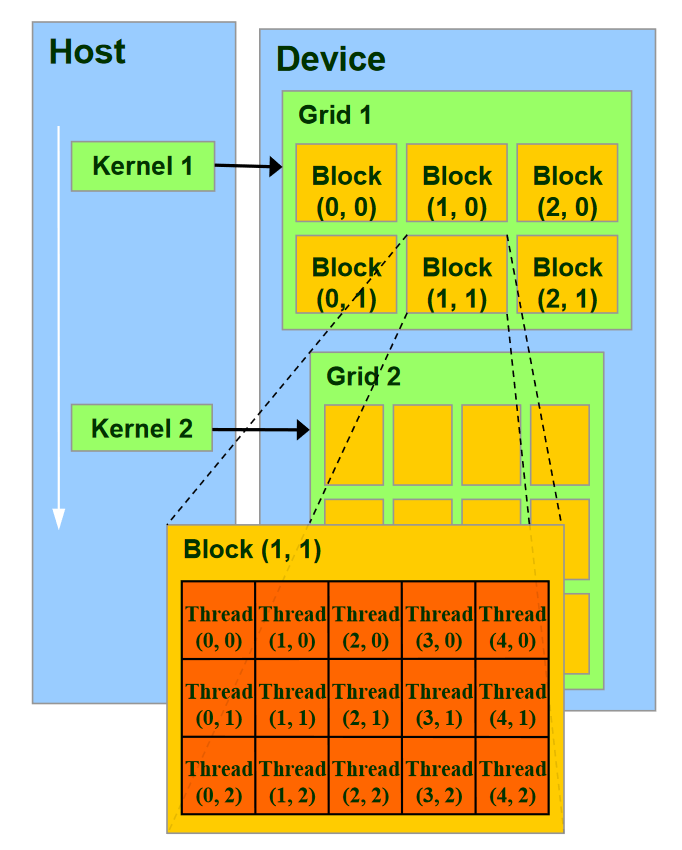 Host
Device
Grid 1
Kernel 1
Block
(0, 0)
Block
(1, 0)
Block
(2, 0)
Block
(0, 1)
Block
(1, 1)
Block
(2, 1)
Grid 2
Kernel 2
Block (1, 1)
Thread
(0, 0)
Thread
(1, 0)
Thread
(2, 0)
Thread
(3, 0)
Thread
(4, 0)
Thread
(0, 1)
Thread
(1, 1)
Thread
(2, 1)
Thread
(3, 1)
Thread
(4, 1)
Thread
(0, 2)
Thread
(1, 2)
Thread
(2, 2)
Thread
(3, 2)
Thread
(4, 2)